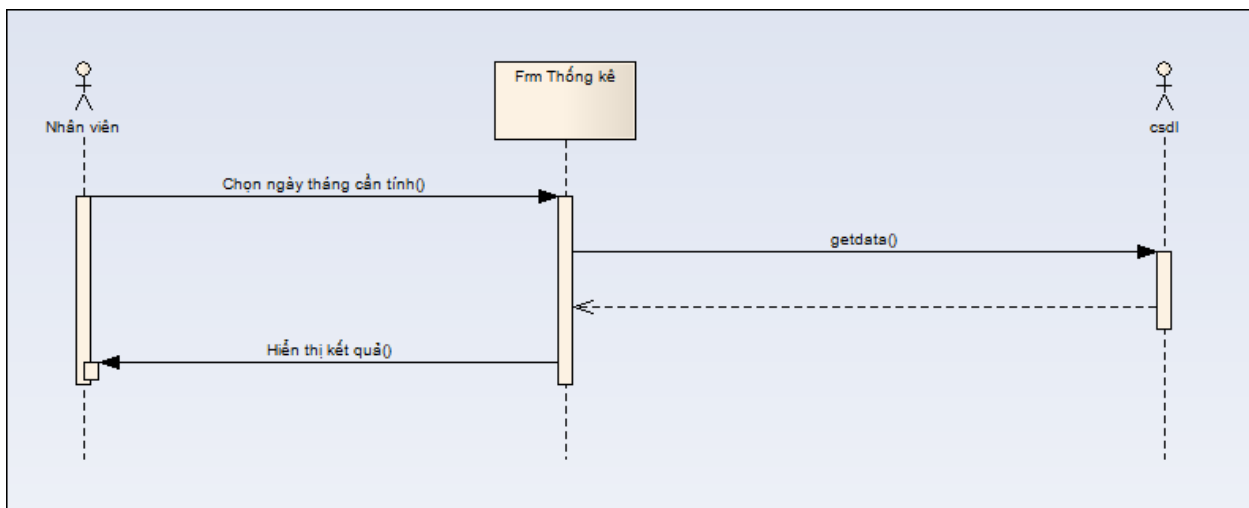 Frm Thống kê
Nhân viên
csdl
Chọn ngày tháng cần tính()
getdata()
Hiển thị kết quả()